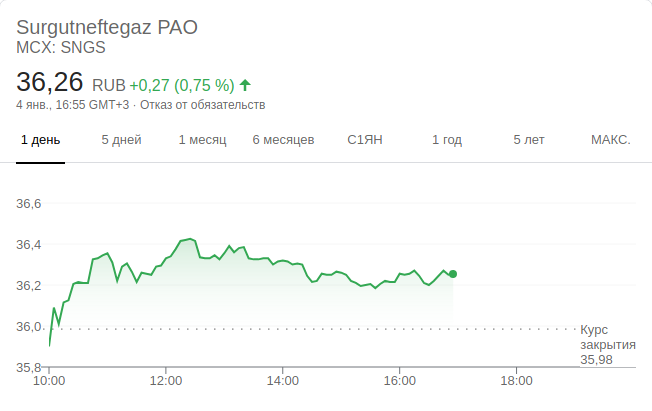 Surgutneftegaz PAO
MCX: SNGS
36,26 RUB +0,27 (0,75 %)
4 янв., 16:55 GMT+3 · Отказ от обязательств
1 день 5 дней 1 месяц 6 месяцев С1ЯН 1 год 5 лет МАКС.
36,6
36,4
36,2
36,0
Курс
закрытия
35,98
35,8
10:00 12:00 14:00 16:00 18:00